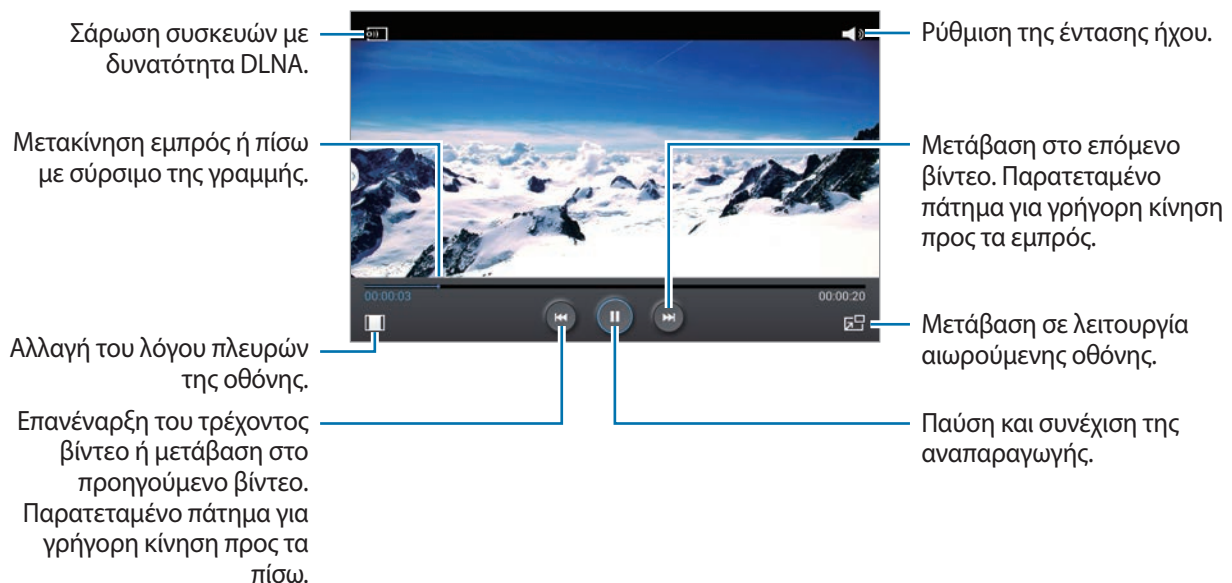 Σάρωση συσκευών με
δυνατότητα DLNA.
Μετακίνηση εμπρός ή πίσω
με σύρσιμο της γραμμής.
Αλλαγή του λόγου πλευρών
της οθόνης.
Επανέναρξη του τρέχοντος
βίντεο ή μετάβαση στο
προηγούμενο βίντεο.
Παρατεταμένο πάτημα για
γρήγορη κίνηση προς τα
πίσω.
00:00:03
00:00:20
Ρύθμιση της έντασης ήχου.
Μετάβαση στο επόμενο
βίντεο. Παρατεταμένο
πάτημα για γρήγορη κίνηση
προς τα εμπρός.
Μετάβαση σε λειτουργία
αιωρούμενης οθόνης.
Παύση και συνέχιση της
αναπαραγωγής.